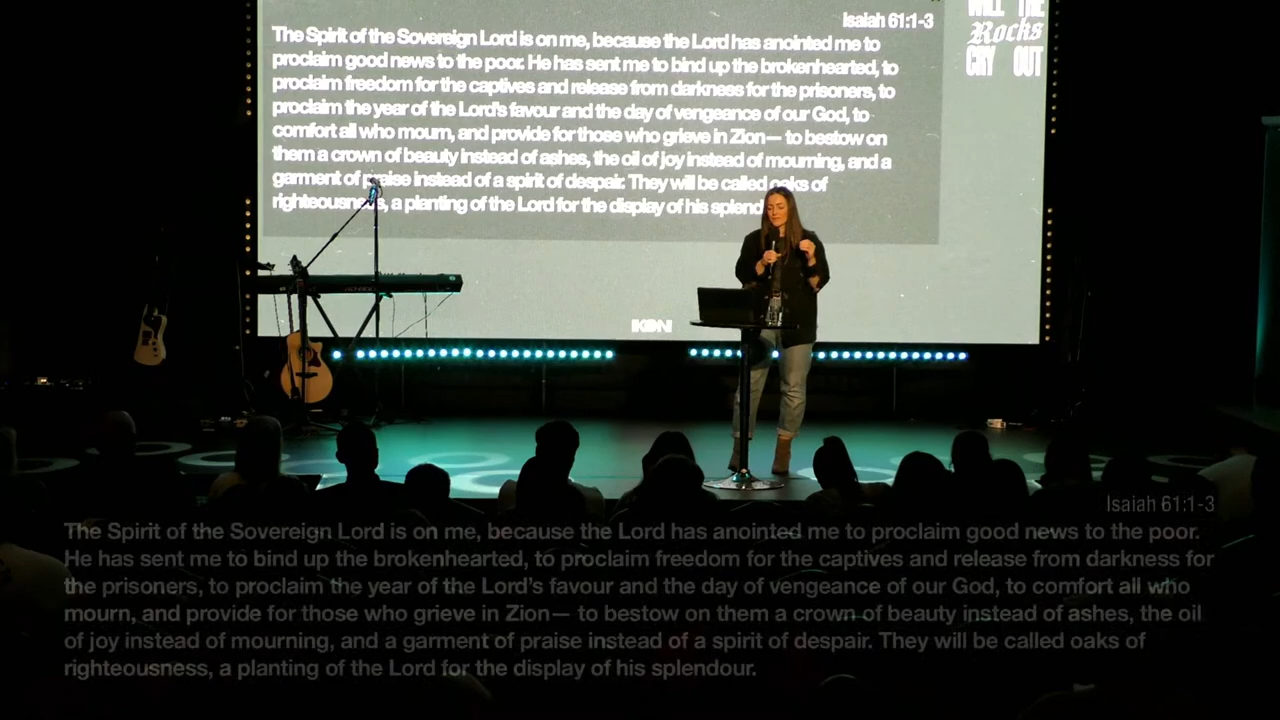 Isaiah 61:1-3
The Spirit of the Sovereign Lord is on me, because the Lord has anointed me to
proclaim good news to the poor. He has sent me to bind up the brokenhearted, to
proclaim freedom for the captives and release from darkness for the prisoners, to
proclaim the year of the Lord's favour and the day of vengeance of our God, to
comfort all who mourn, and provide for those who grieve in Zion— to bestow on
them a crown of beauty instead of ashes, the oil of joy instead of mourning, and a
garment of praise instead of a spirit of despair. They will be called oaks of
righteousness, a planting of the Lord for the display of his splend
WILL THE
Rocks
CRY OUT
IKON
Isaiah 61:1-3
The Spirit of the Sovereign Lord is on me, because the Lord has anointed me to proclaim good news to the poor.
He has sent me to bind up the brokenhearted, to proclaim freedom for the captives and release from darkness for
the prisoners, to proclaim the year of the Lord's favour and the day of vengeance of our God, to comfort all who
mourn, and provide for those who grieve in Zion— to bestow on them a crown of beauty instead of ashes, the oil
of joy instead of mourning, and a garment of praise instead of a spirit of despair. They will be called oaks of
righteousness, a planting of the Lord for the display of his splendour.